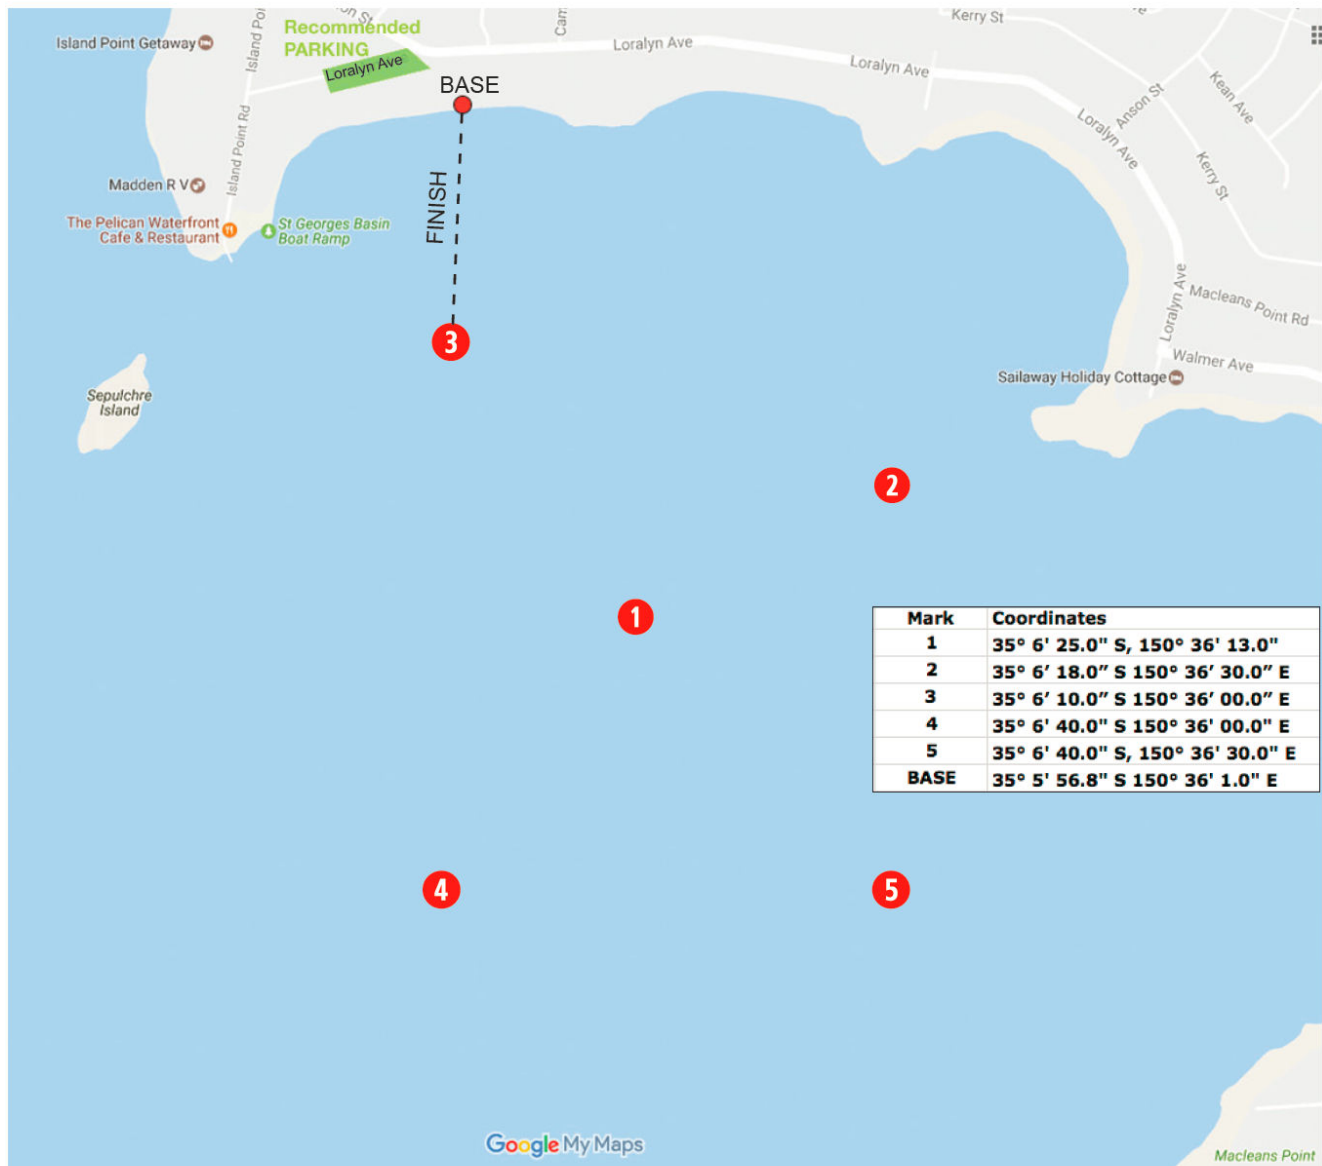 on St
Island Poi
Cam
Kerry St
Ave
Recommended
PARKING
Island Point Getaway
Loralyn Ave
Loralyn Ave
Loralyn Ave
BASE
Kean Ave
Anson St
Loralyn Ave
Island Point Rd
Kerry St
Madden R V
FINISH
The Pelican Waterfront
Cafe & Restaurant
St Georges Basin
Boat Ramp
Macleans Point Rd
Loralyn Ave
3
Walmer Ave
Sailaway Holiday Cottage
Sepulchre
Island
2
1
Mark Coordinates
1 35° 6' 25.0" S, 150° 36' 13.0"
2 35° 6’ 18.0” S 150° 36’ 30.0” E
3 35° 6’ 10.0” S 150° 36’ 00.0” E
4 35° 6' 40.0" S 150° 36' 00.0" E
5 35° 6' 40.0" S, 150° 36' 30.0" E
BASE 35° 5' 56.8" S 150° 36' 1.0" E
4
5
Google My Maps
Macleans Point